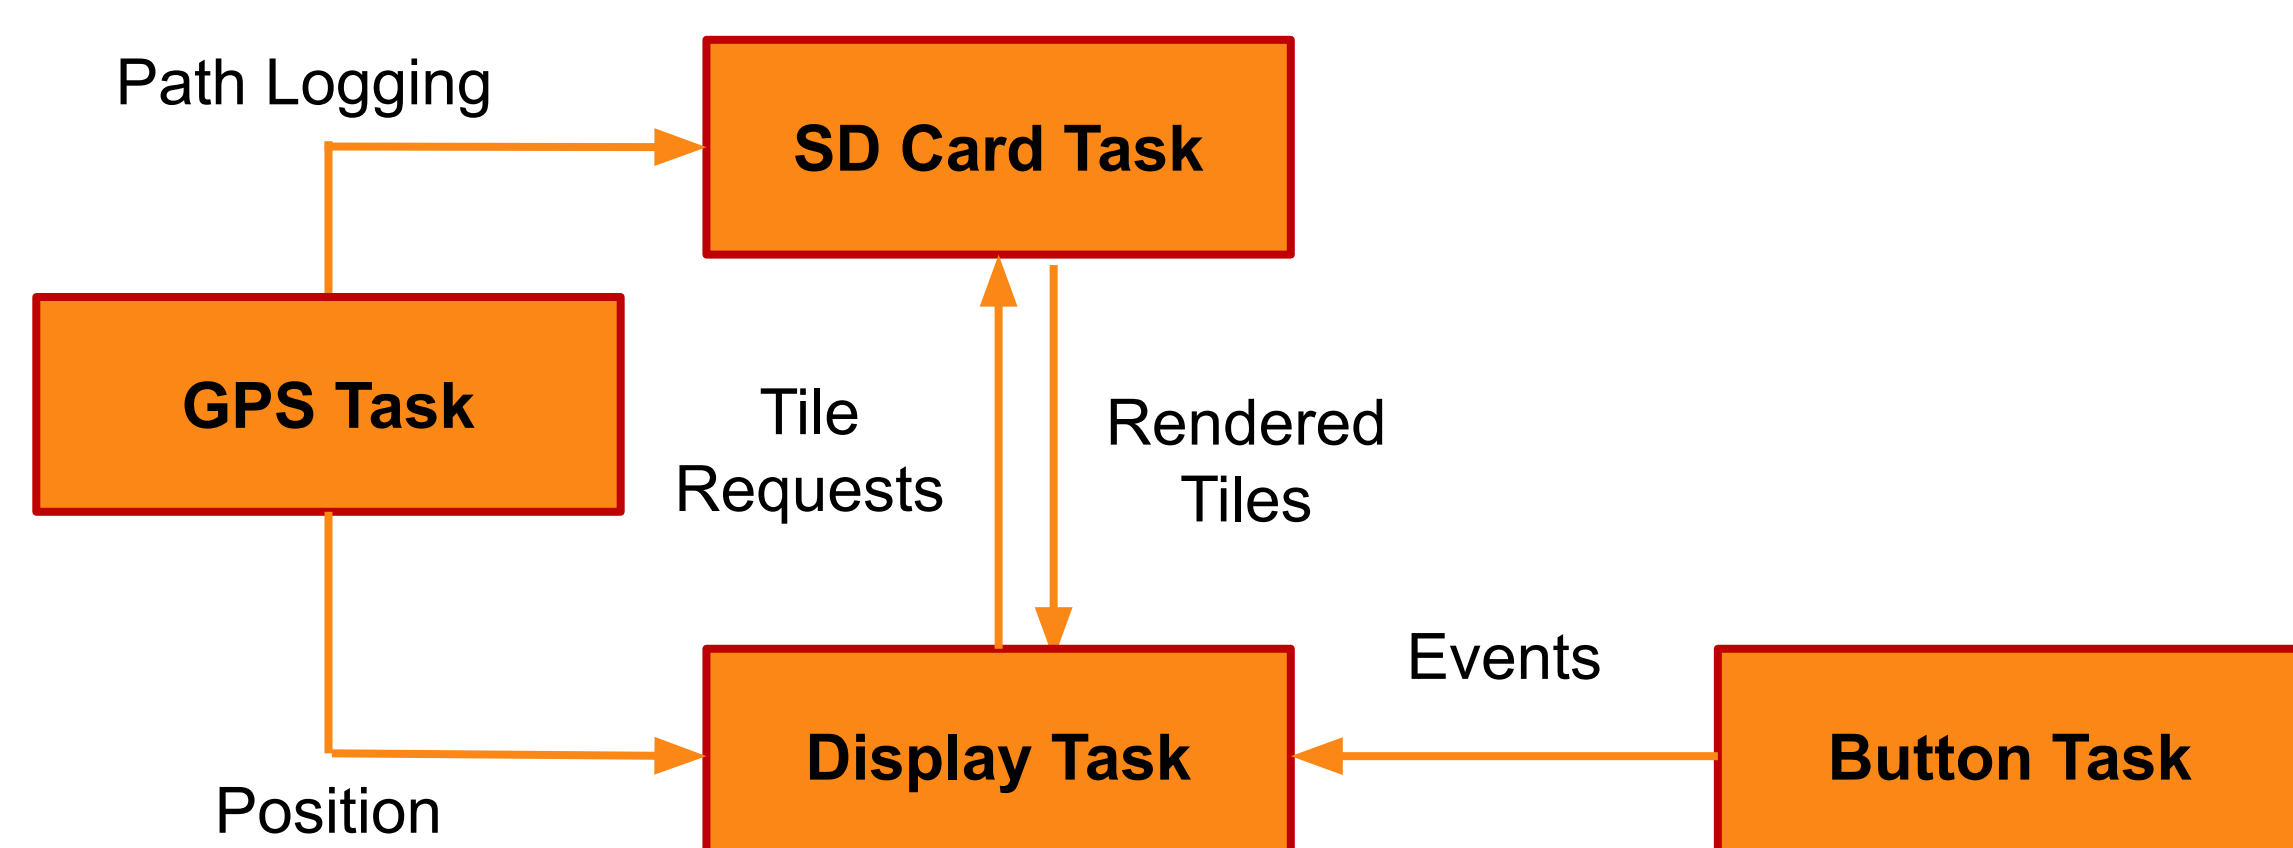 Path Logging
SD Card Task
GPS Task
Tile
Requests
Rendered
Tiles
Events
Display Task
Button Task
Position